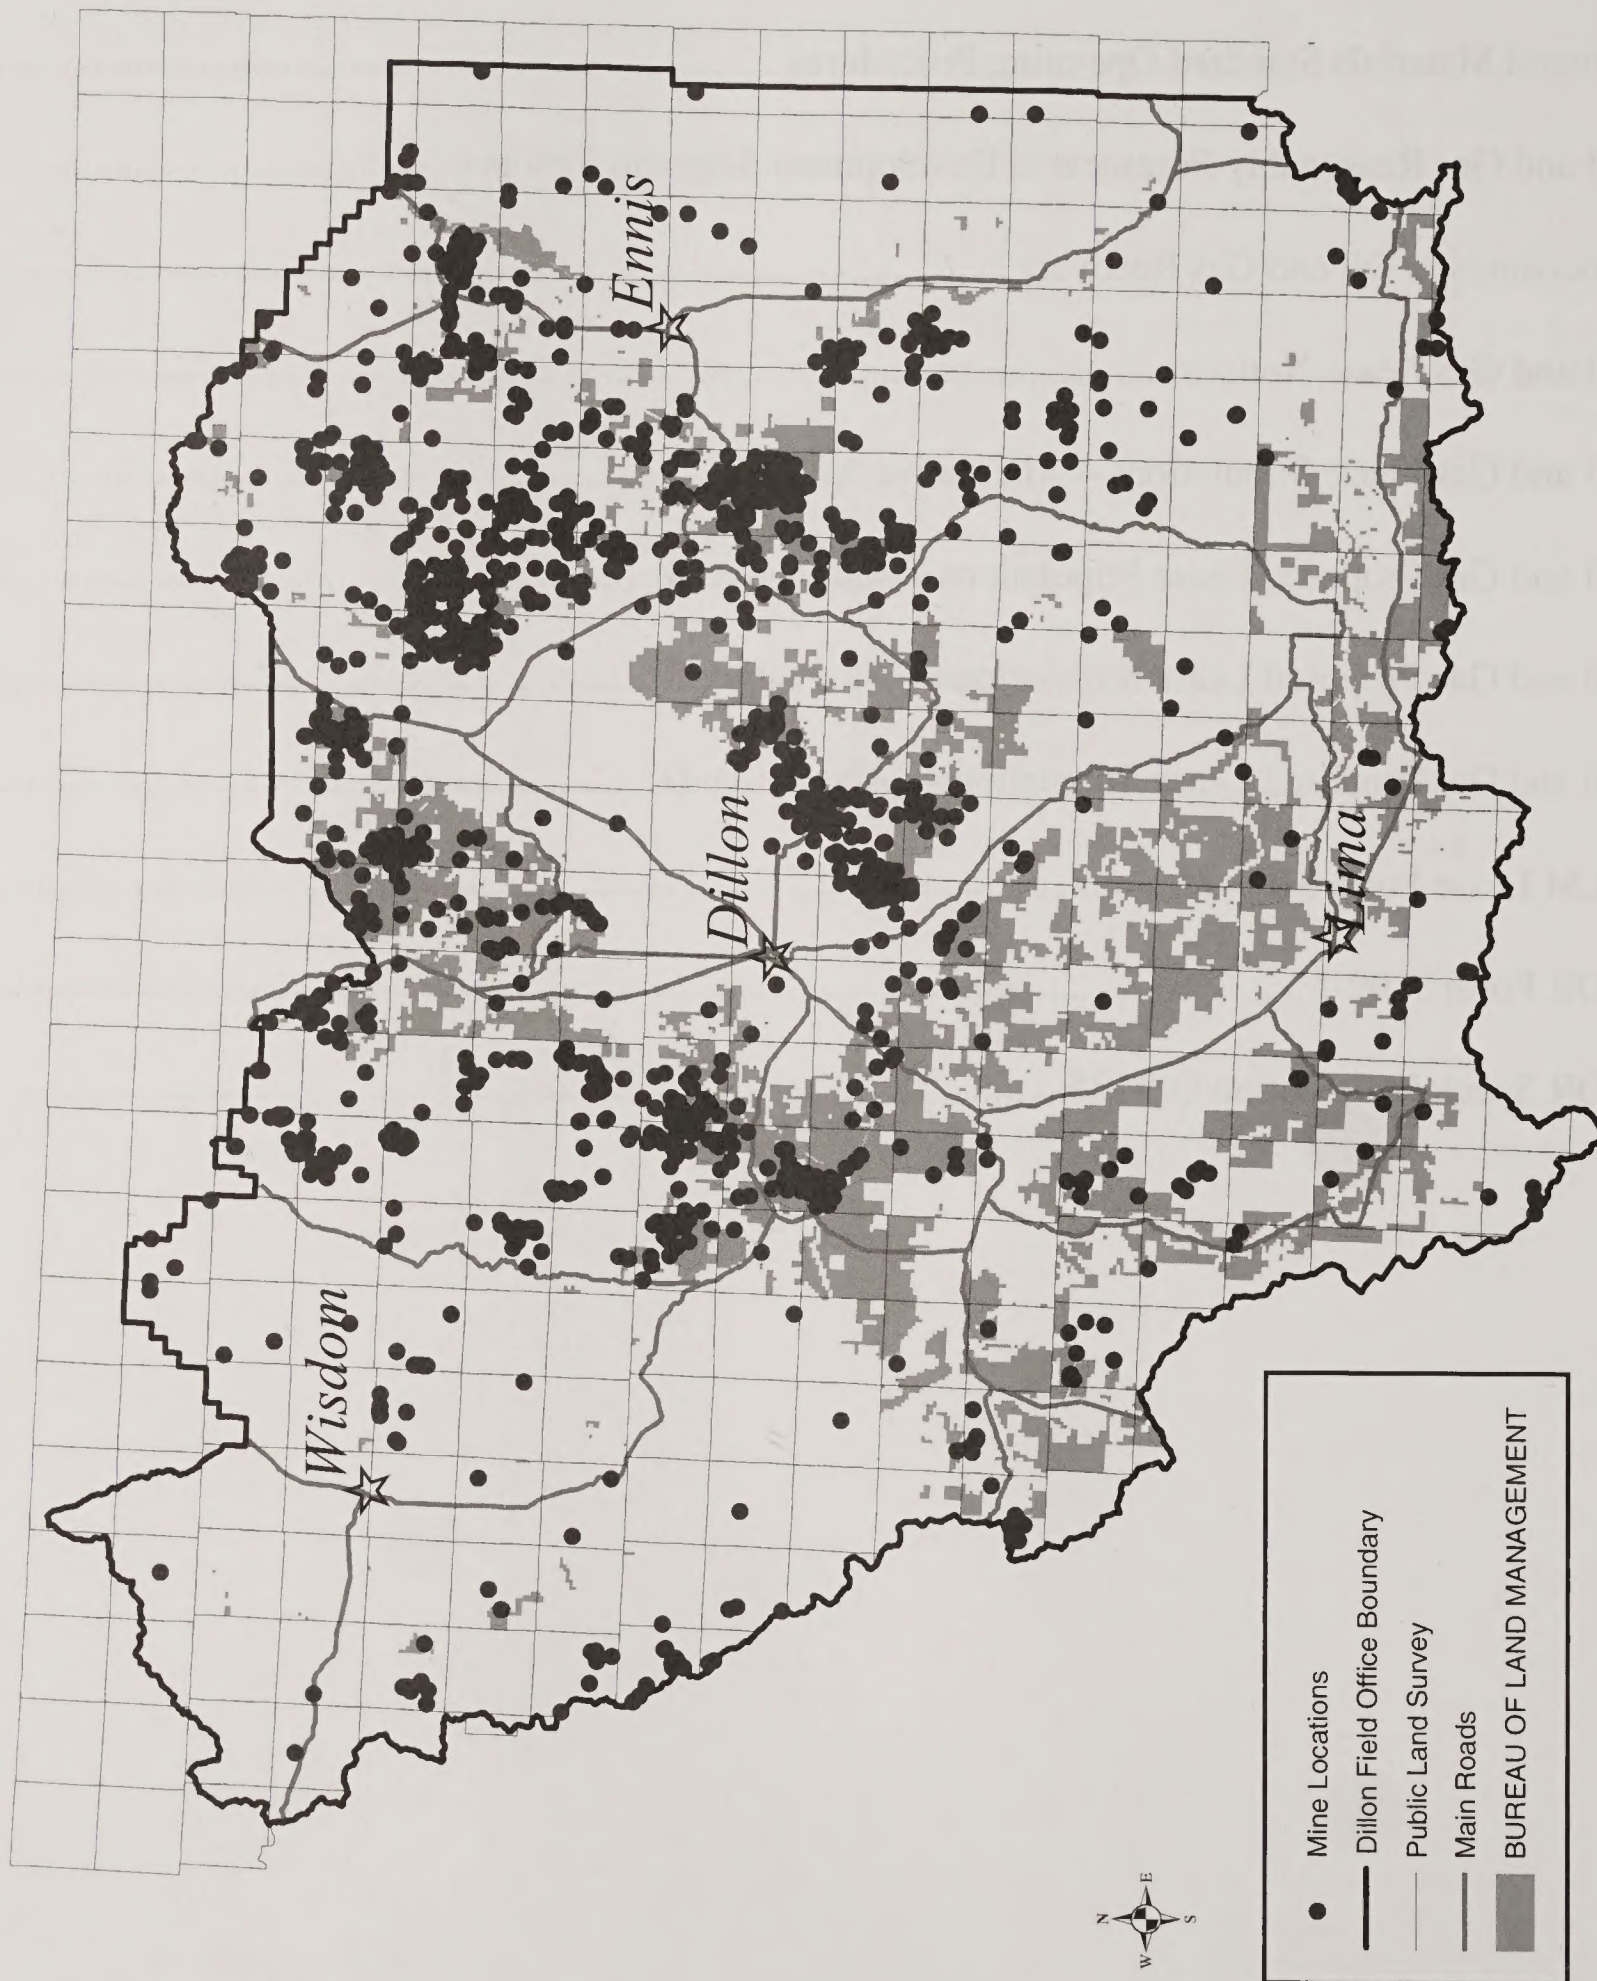 Ennis
Wisdom
Dillon
Lima
N
W E
S
Mine Locations
Dillon Field Office Boundary
Public Land Survey
Main Roads
BUREAU OF LAND MANAGEMENT